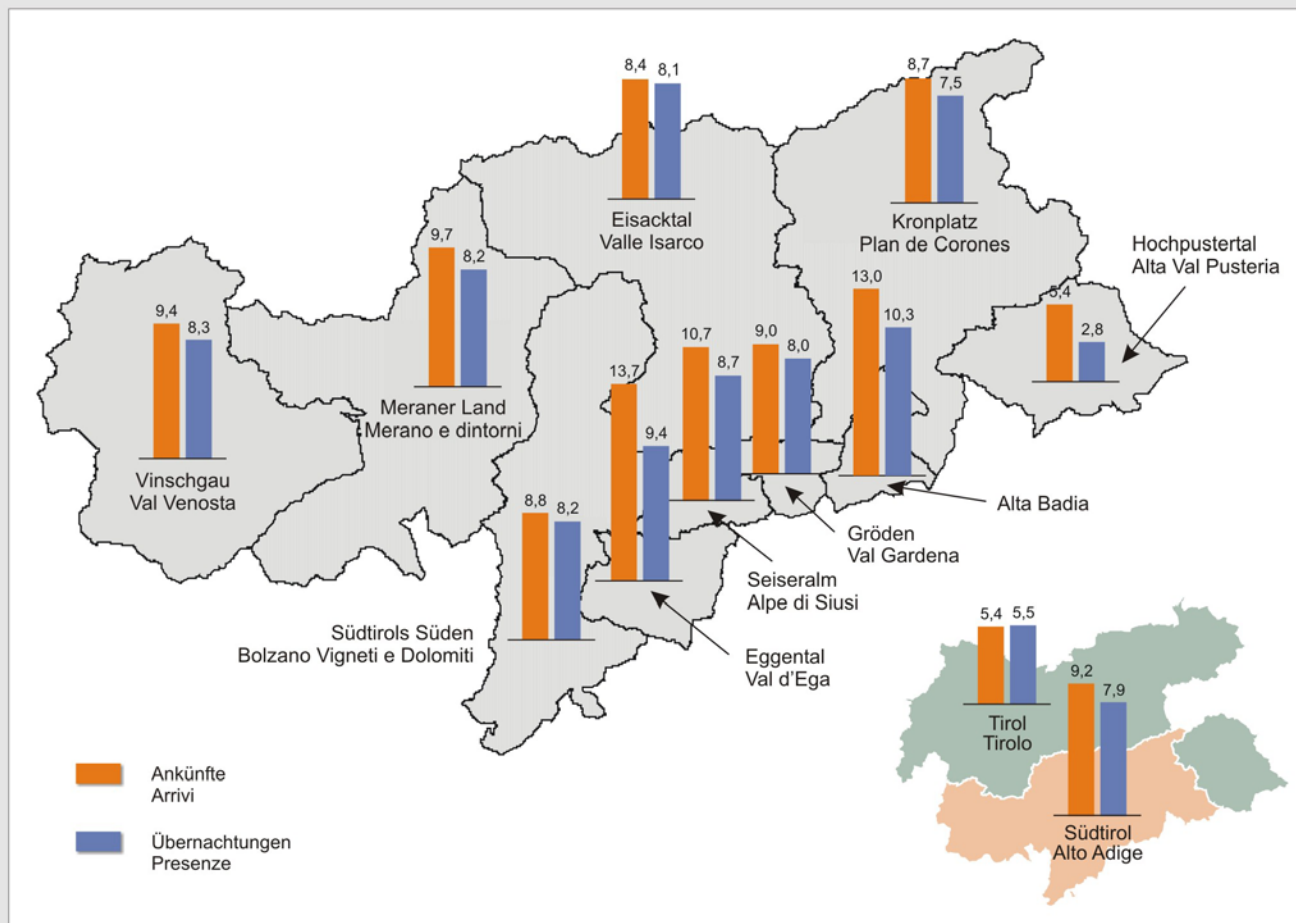 8,4
8,1
Eisacktal
Valle Isarco
8,7
7,5
Kronplatz
Plan de Corones
Hochpustertal
Alta Val Pusteria
5,4
2,8
9,7
8,2
Meraner Land
Merano e dintorni
9,4
8,3
Vinschgau
Val Venosta
13,0
10,3
Alta Badia
9,0
8,0
Gröden
Val Gardena
10,7
8,7
Seiseralm
Alpe di Siusi
13,7
9,4
Eggental
Val d'Ega
8,8
8,2
Südtirols Süden
Bolzano Vigneti e Dolomiti
5,4
5,5
Tirol
Tirolo
9,2
7,9
Südtirol
Alto Adige
Ankünfte
Arrivi
Übernachtungen
Presenze